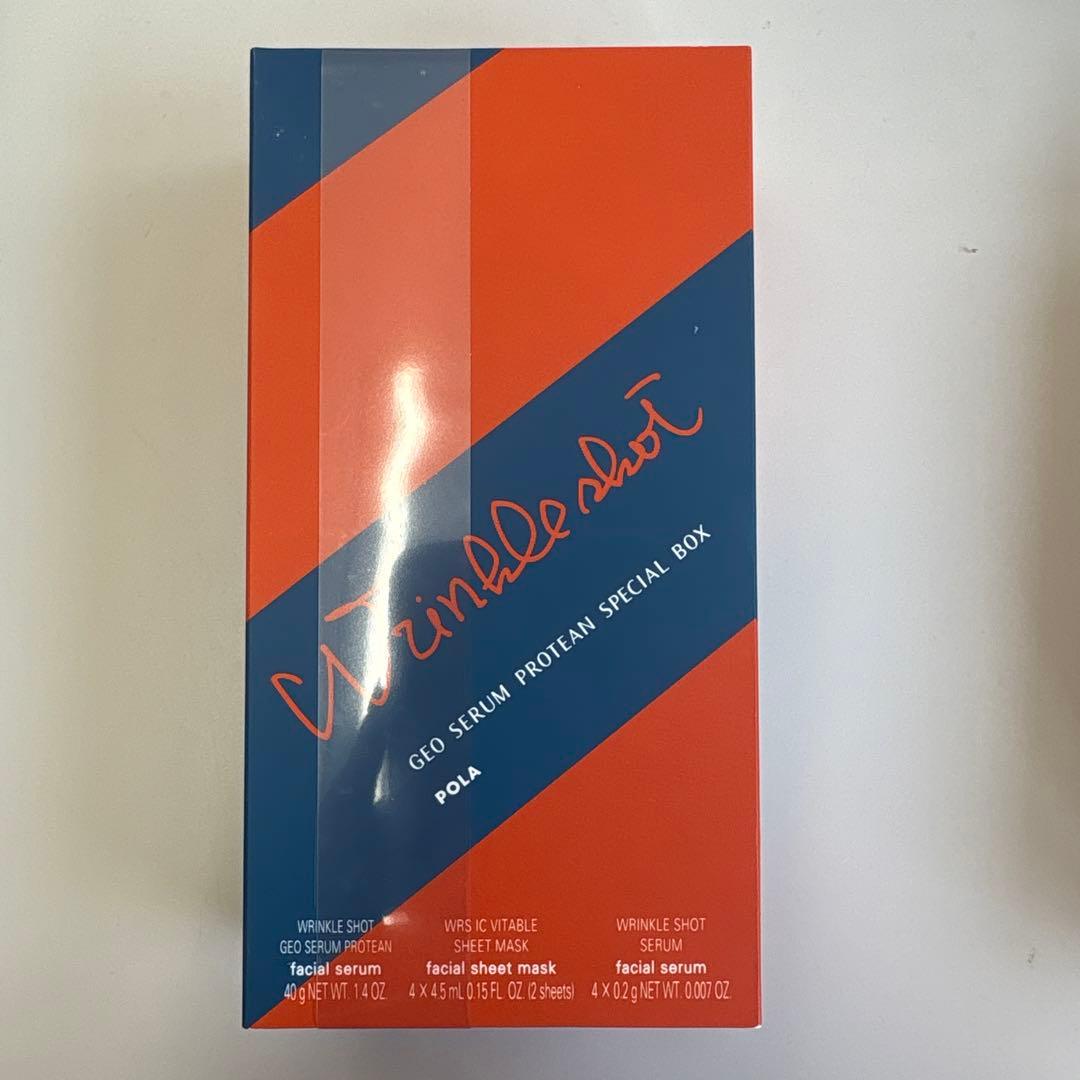 Wrinkle shot
GEO SERUM PROTEAN SPECIAL BOX
POLA
WRINKLE SHOT
GEO SERUM PROTEAN
facial serum
40 g NET WT. 1.4 OZ.
WRS IC VITABLE
SHEET MASK
facial sheet mask
4 X 4.5 mL 0.15 FL. OZ. (2 sheets)
WRINKLE SHOT
SERUM
facial serum
4 X 0.2 g NET WT. 0.007 OZ.